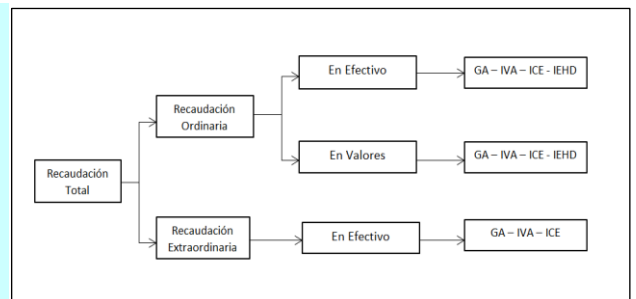 En Efectivo
GA – IVA – ICE - IEHD
Recaudación
Ordinaria
En Valores
GA – IVA – ICE - IEHD
Recaudación
Total
Recaudación
Extraordinaria
En Efectivo
GA – IVA – ICE